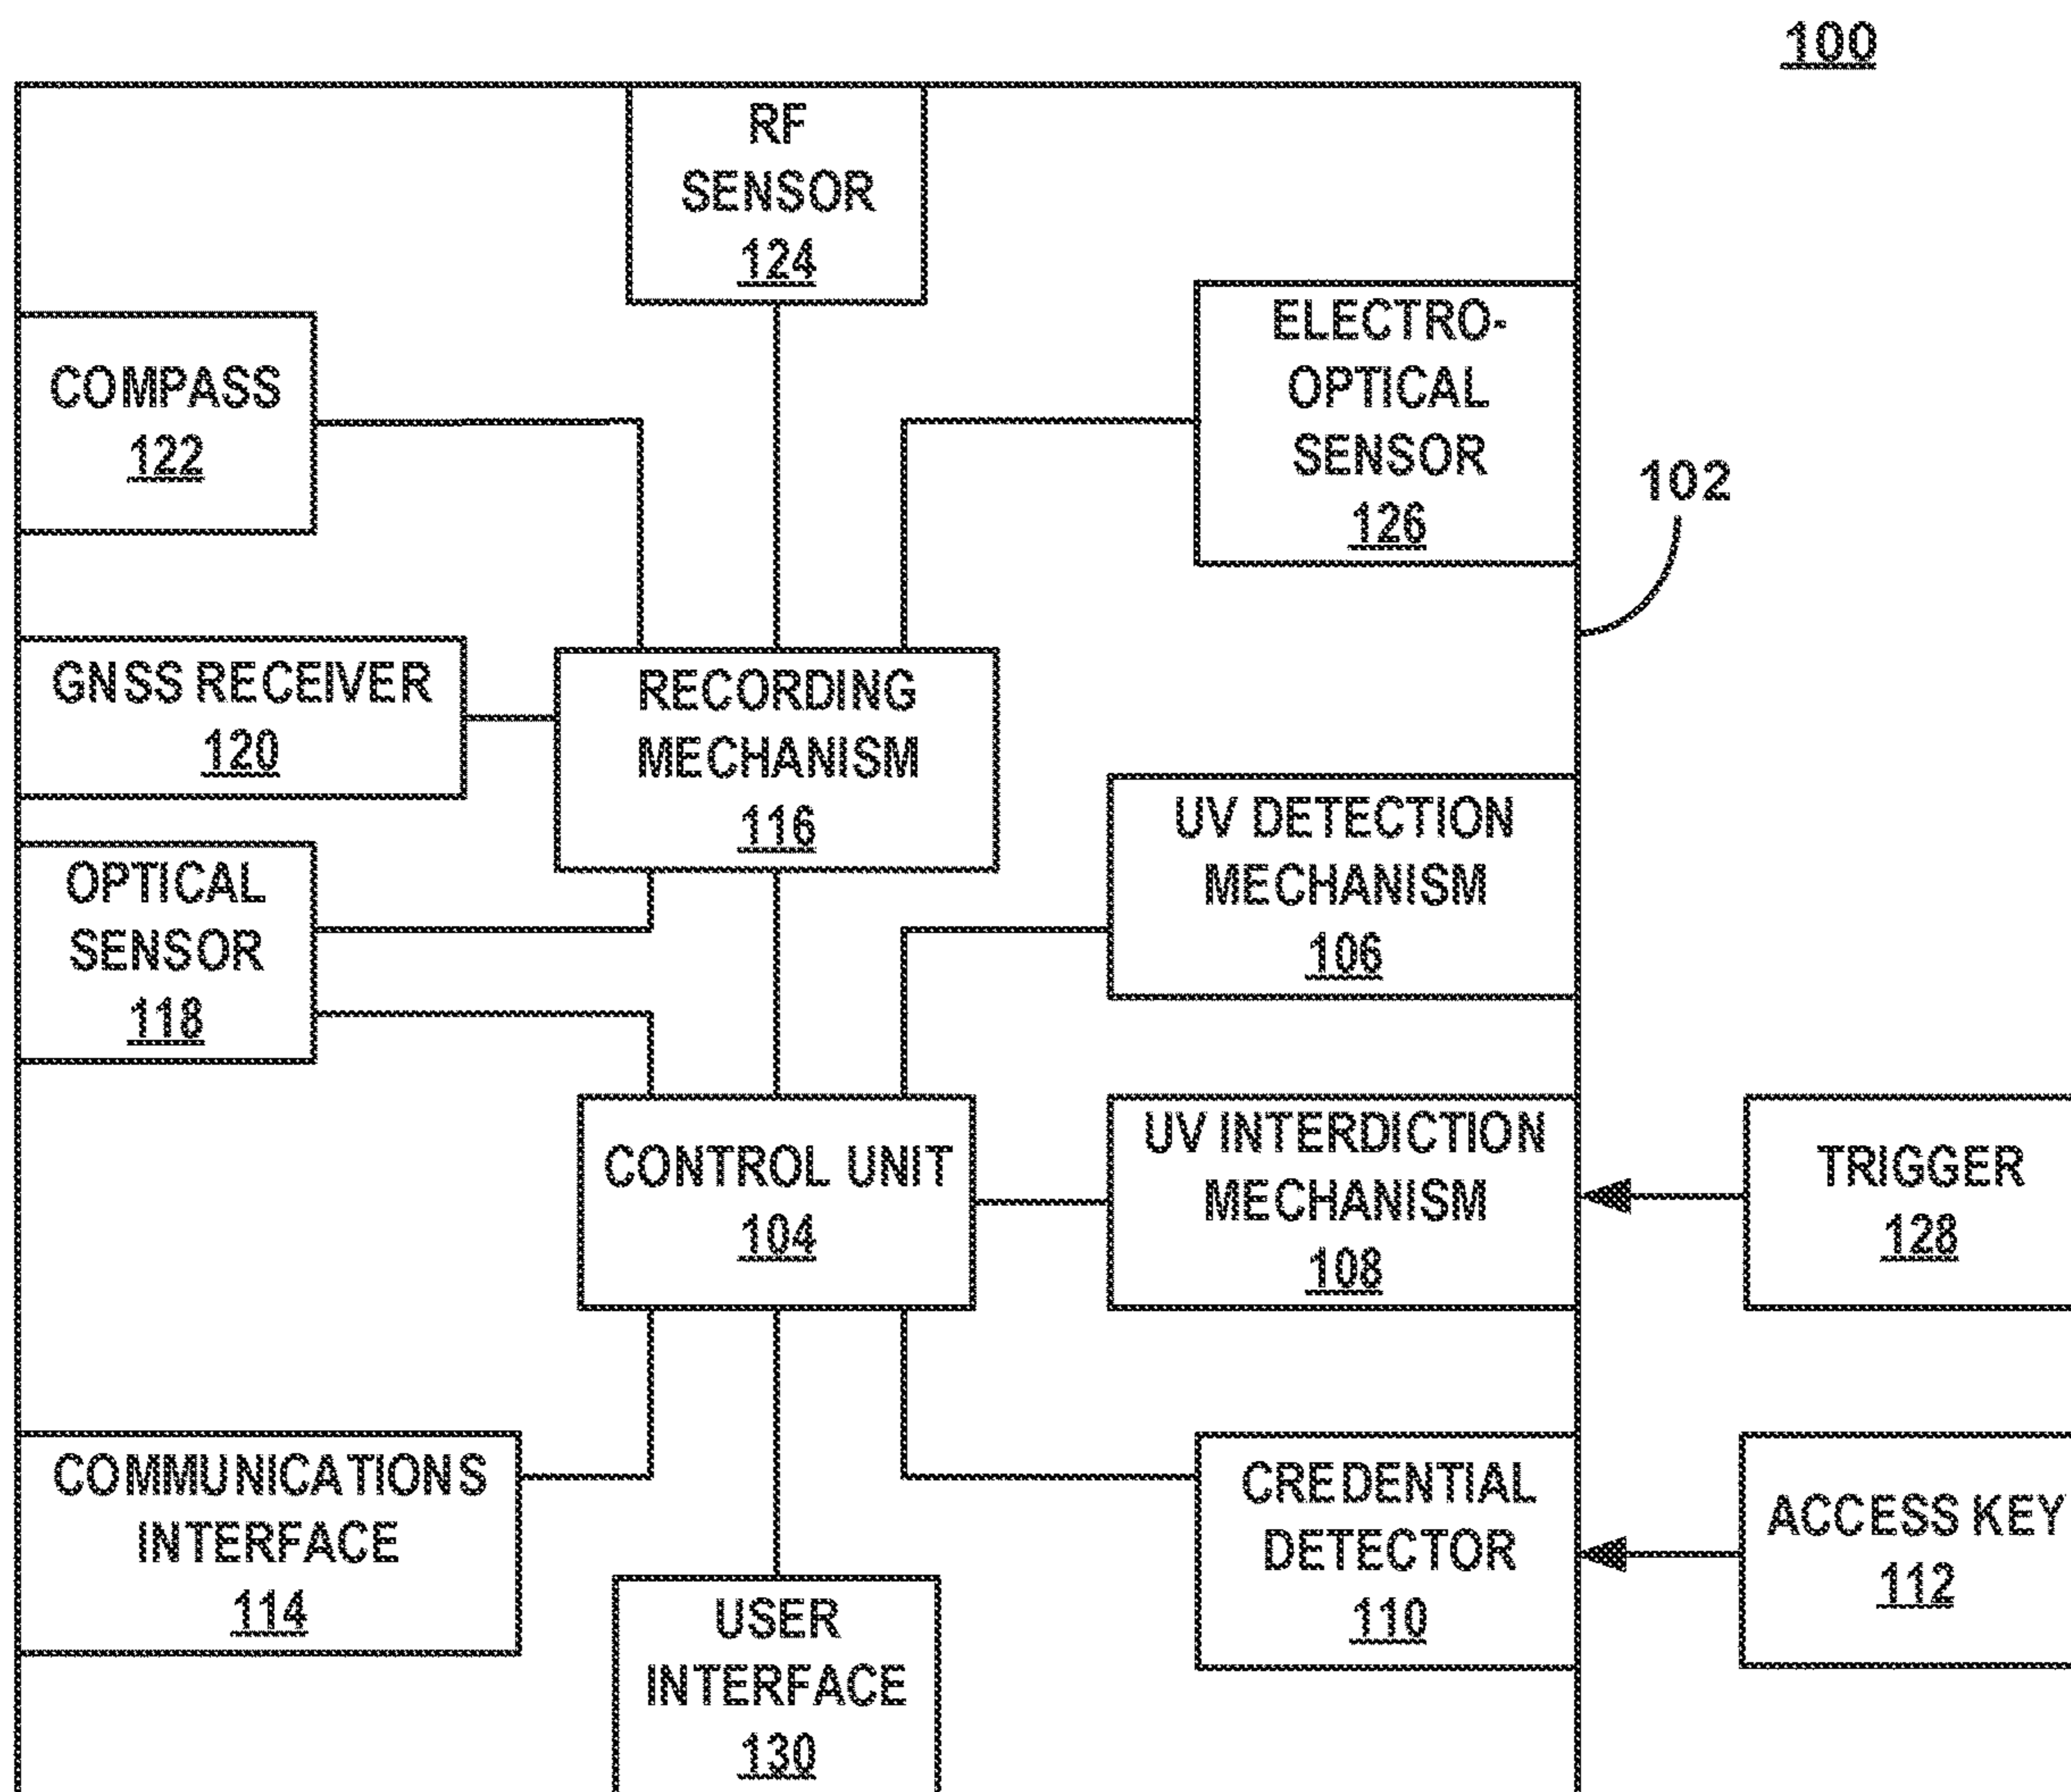 100
RF
SENSOR
124
COMPASS
122
ELECTRO-
OPTICAL
SENSOR
126
102
GNSS RECEIVER
120
RECORDING
MECHANISM
116
OPTICAL
SENSOR
118
UV DETECTION
MECHANISM
106
CONTROL UNIT
104
UV INTERDICTION
MECHANISM
108
TRIGGER
128
COMMUNICATIONS
INTERFACE
114
USER
INTERFACE
130
CREDENTIAL
DETECTOR
110
ACCESS KEY
112